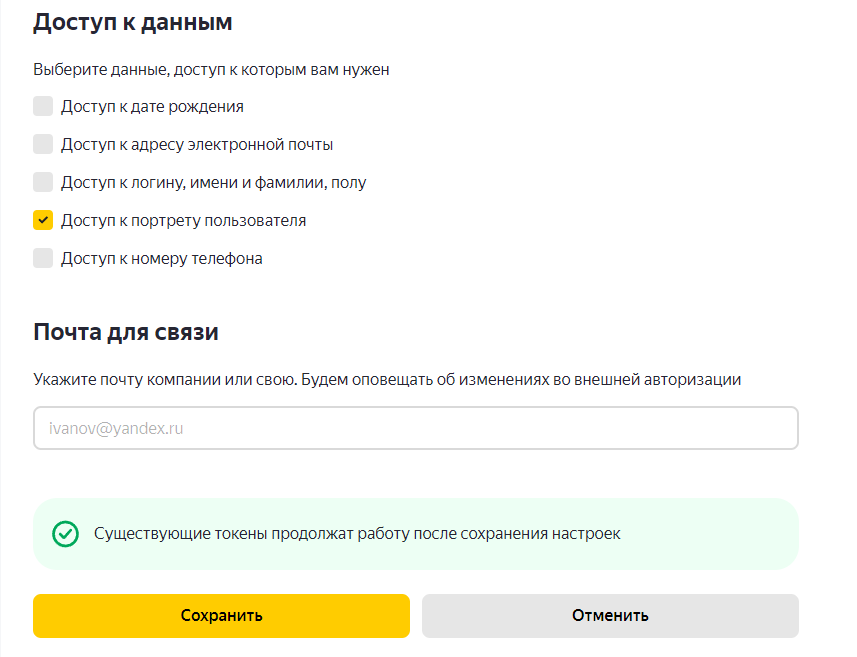 Доступ к данным
Выберите данные, доступ к которым вам нужен
Доступ к дате рождения
Доступ к адресу электронной почты
Доступ к логину, имени и фамилии, полу
Доступ к портрету пользователя
Доступ к номеру телефона
Почта для связи
Укажите почту компании или свою. Будем оповещать об изменениях во внешней авторизации
ivanov@yandex.ru
Существующие токены продолжат работу после сохранения настроек
Сохранить
Отменить